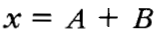 x = A + B